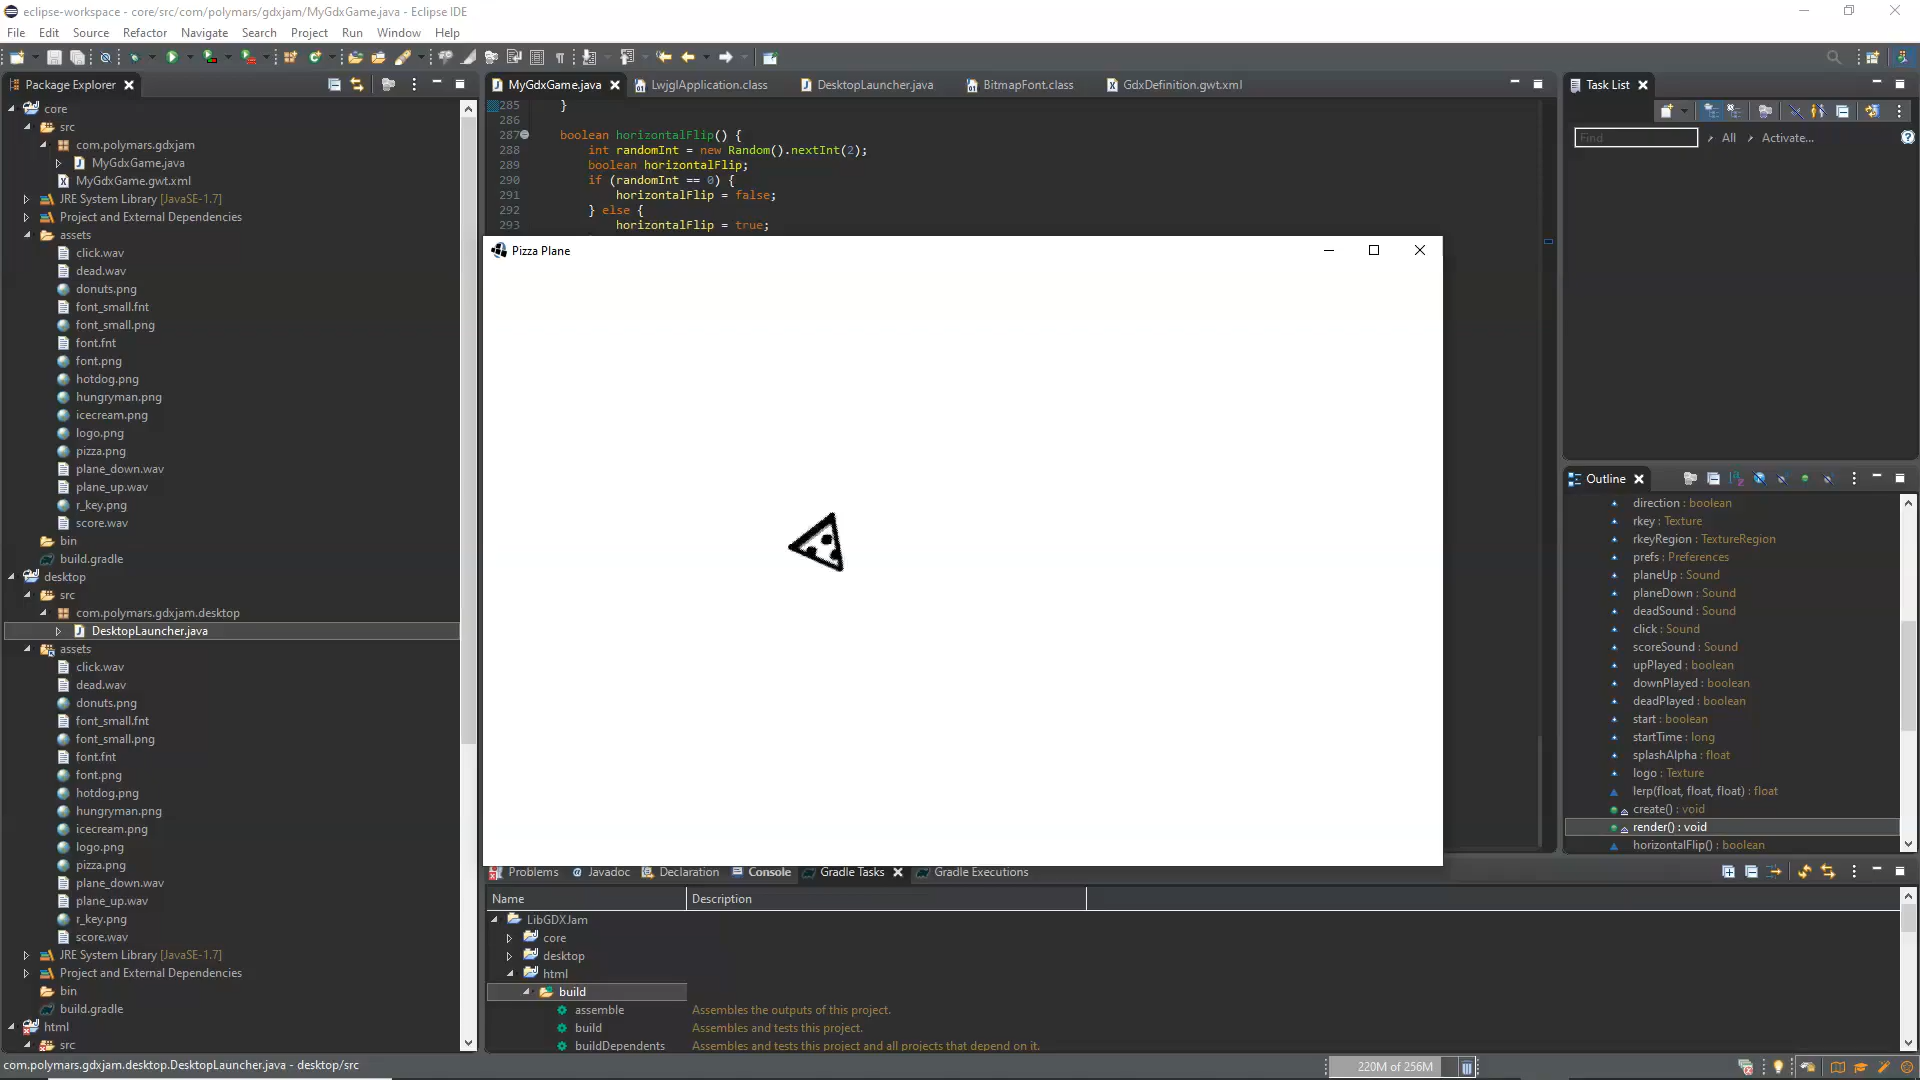 eclipse-workspace - core/src/com/polymars/gdxjam/MyGdxGame.java - Eclipse IDE
File Edit Source Refactor Navigate Search Project Run Window Help
Package Explorer
core
src
com.polymars.gdxjam
MyGdxGame.java
MyGdxGame.gwt.xml
JRE System Library [JavaSE-1.7]
Project and External Dependencies
assets
click.wav
dead.wav
donuts.png
font_small.fnt
font_small.png
font.fnt
font.png
hotdog.png
hungryman.png
icecream.png
logo.png
pizza.png
plane_down.wav
plane_up.wav
r_key.png
score.wav
bin
build.gradle
desktop
src
com.polymars.gdxjam.desktop
DesktopLauncher.java
assets
click.wav
dead.wav
donuts.png
font_small.fnt
font_small.png
font.fnt
font.png
hotdog.png
hungryman.png
icecream.png
logo.png
pizza.png
plane_down.wav
plane_up.wav
r_key.png
score.wav
JRE System Library [JavaSE-1.7]
Project and External Dependencies
bin
build.gradle
html
src
MyGdxGame.java LwjglApplication.class DesktopLauncher.java BitmapFont.class GdxDefinition.gwt.xml
285 }
286
287 boolean horizontalFlip() {
288 int randomInt = new Random().nextInt(2);
289 boolean horizontalFlip;
290 if (randomInt == 0) {
291 horizontalFlip = false;
292 } else {
293 horizontalFlip = true;
Pizza Plane
Task List
Find All Activate...
Outline
direction : boolean
rkey : Texture
rkeyRegion : TextureRegion
prefs : Preferences
planeUp : Sound
planeDown : Sound
deadSound : Sound
click : Sound
scoreSound : Sound
upPlayed : boolean
downPlayed : boolean
deadPlayed : boolean
start : boolean
startTime : long
splashAlpha : float
logo : Texture
lerp(float, float, float) : float
create() : void
render() : void
horizontalFlip() : boolean
Problems Javadoc Declaration Console Gradle Tasks Gradle Executions
Name Description
LibGDXJam
core
desktop
html
build
assemble Assembles the outputs of this project.
build Assembles and tests this project.
buildDependents Assembles and tests this project and all projects that depend on it.
com.polymars.gdxjam.desktop.DesktopLauncher.java - desktop/src
220M of 256M